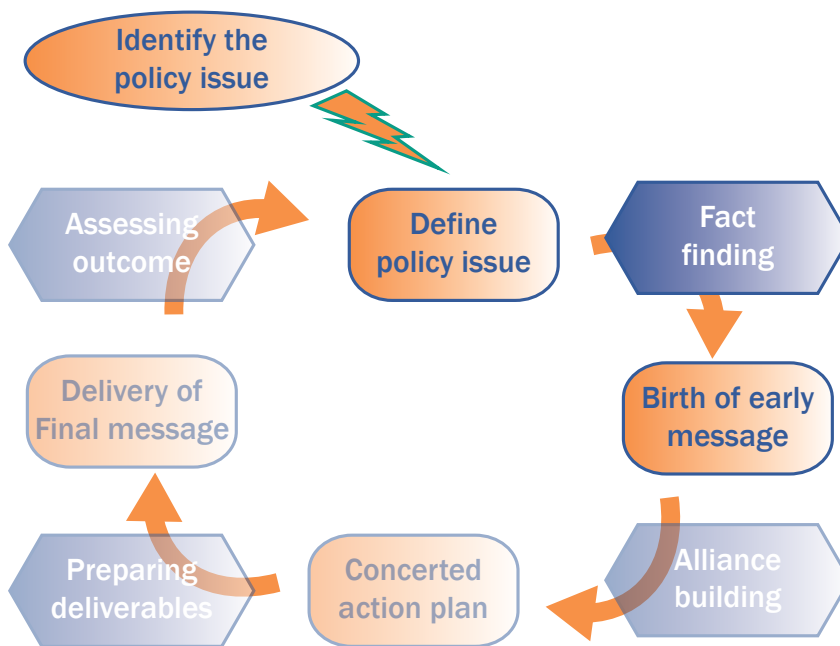 Identify the
policy issue
Define
policy issue
Fact
finding
Birth of early
message
Alliance
building
Concerted
action plan
Preparing
deliverables
Delivery of
Final message
Assessing
outcome